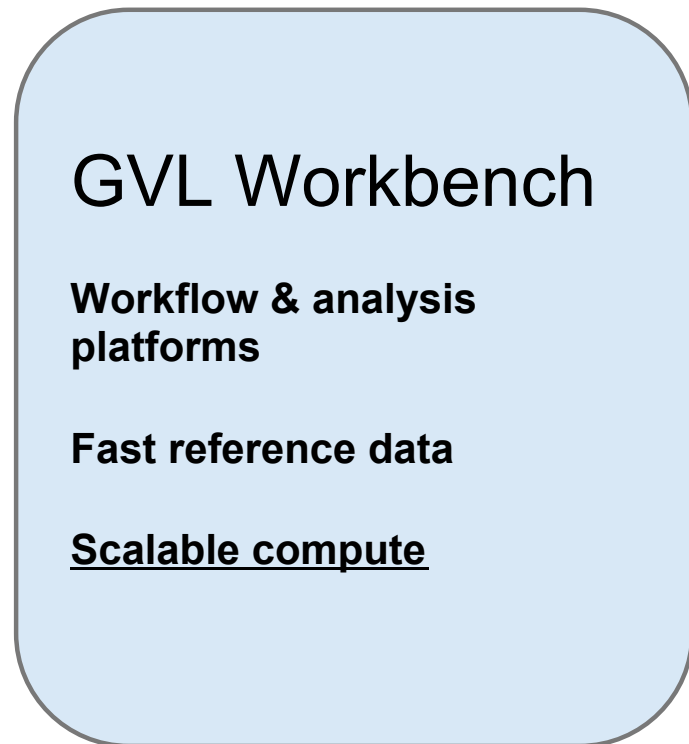 GVL Workbench
Workflow & analysis
platforms
Fast reference data
Scalable compute